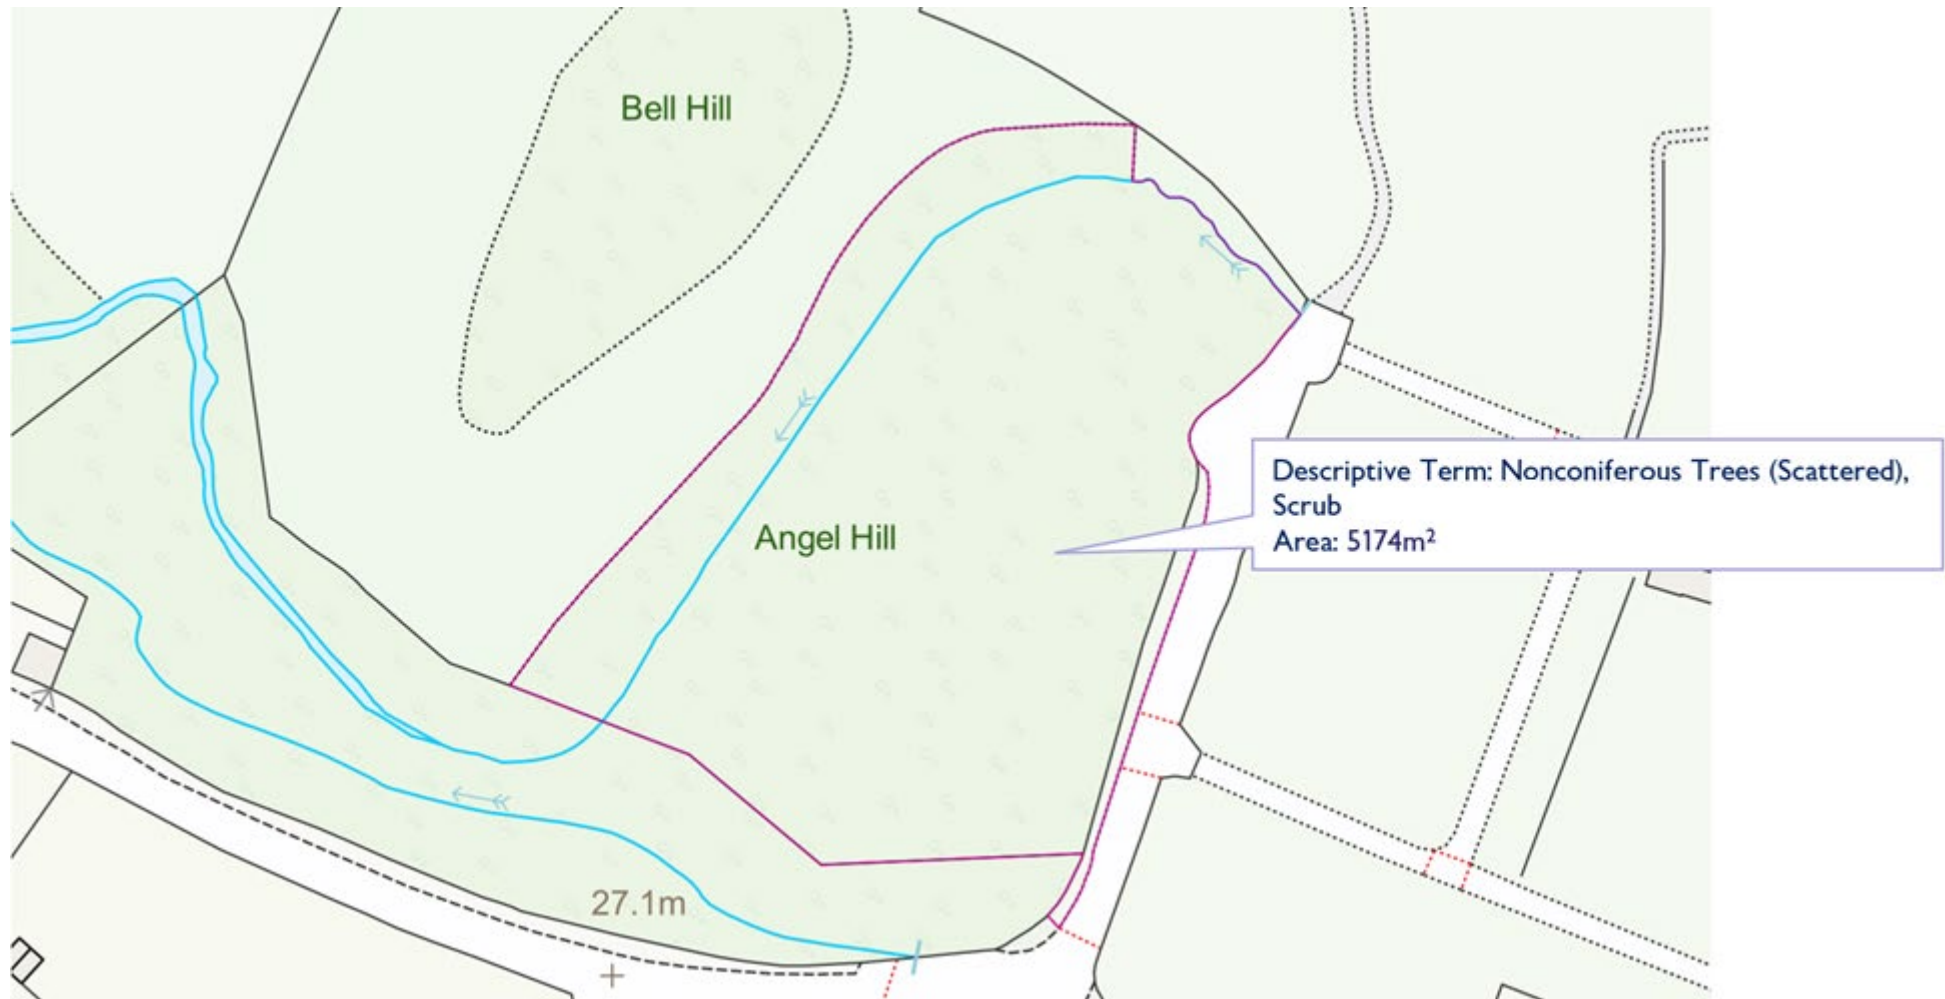 Bell Hill
Descriptive Term: Nonconiferous Trees (Scattered),
Scrub
Area: 5174m²
Angel Hill
27.1m